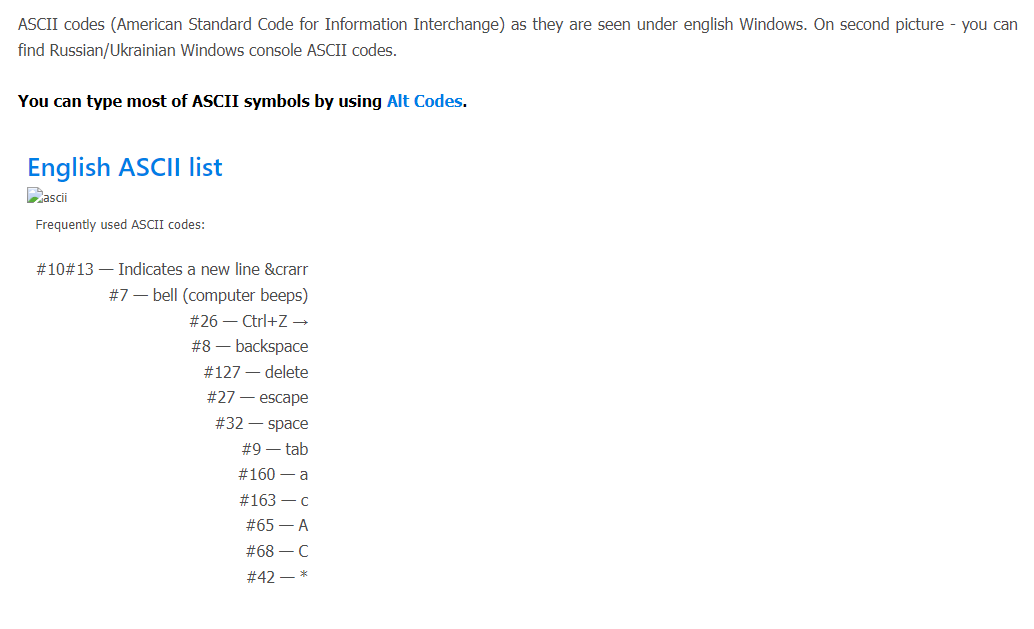 ASCII codes (American Standard Code for Information Interchange) as they are seen under english Windows. On second picture - you can
find Russian/Ukrainian Windows console ASCII codes.
You can type most of ASCII symbols by using Alt Codes.
English ASCII list
ascii
Frequently used ASCII codes:
#10#13 — Indicates a new line &crarr
#7 — bell (computer beeps)
#26 — Ctrl+Z →
#8 — backspace
#127 — delete
#27 — escape
#32 — space
#9 — tab
#160 — a
#163 — c
#65 — A
#68 — C
#42 — *